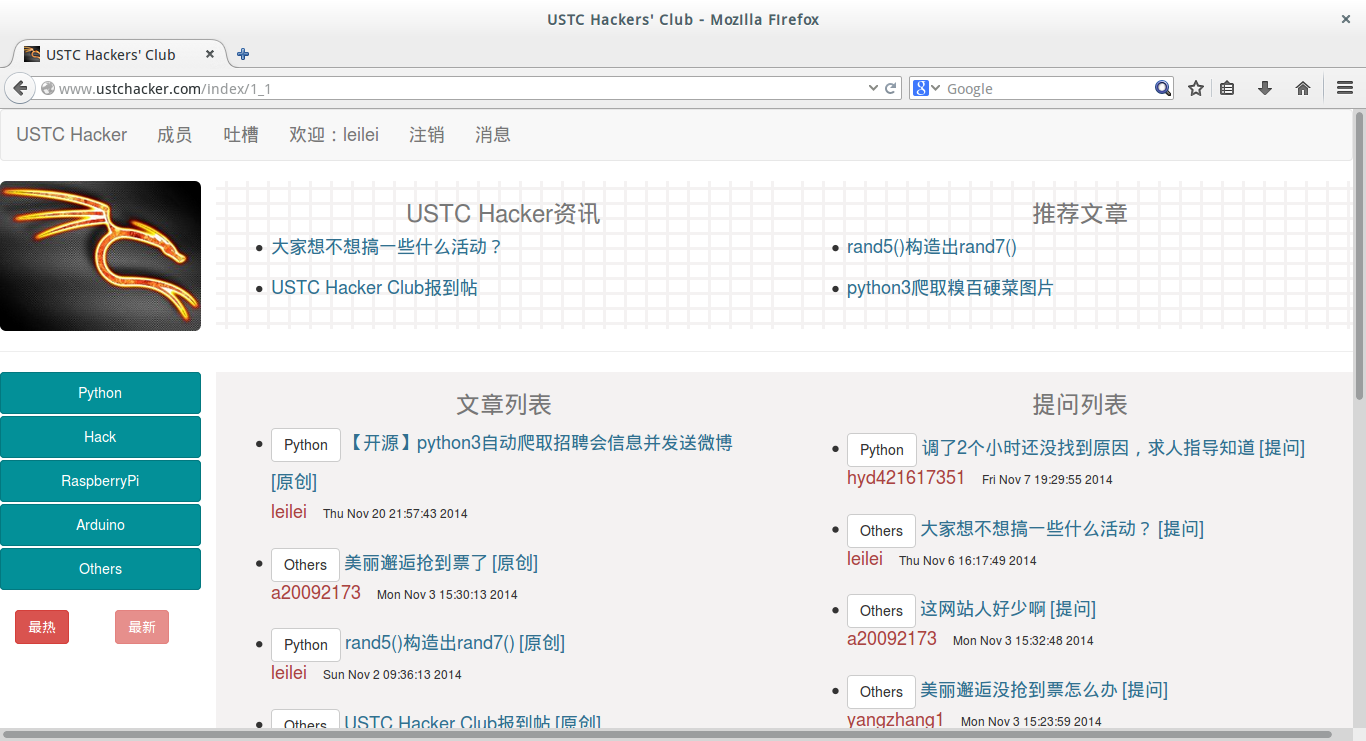 USTC Hackers' Club - Mozilla Firefox
USTC Hackers' Club
www.ustchacker.com/index/1_1
Google
USTC Hacker 成员 吐槽 欢迎：leilei 注销 消息
USTC Hacker资讯
大家想不想搞一些什么活动？
USTC Hacker Club报到帖
推荐文章
rand5()构造出rand7()
python3爬取糗百硬菜图片
Python
Hack
RaspberryPi
Arduino
Others
最热 最新
文章列表
Python 【开源】python3自动爬取招聘会信息并发送微博
[原创]
leilei Thu Nov 20 21:57:43 2014
Others 美丽邂逅抢到票了 [原创]
a20092173 Mon Nov 3 15:30:13 2014
Python rand5()构造出rand7() [原创]
leilei Sun Nov 2 09:36:13 2014
Others USTC Hacker Club报到帖 [原创]
提问列表
Python 调了2个小时还没找到原因，求人指导知道 [提问]
hyd421617351 Fri Nov 7 19:29:55 2014
Others 大家想不想搞一些什么活动？ [提问]
leilei Thu Nov 6 16:17:49 2014
Others 这网站人好少啊 [提问]
a20092173 Mon Nov 3 15:32:48 2014
Others 美丽邂逅没抢到票怎么办 [提问]
yangzhang1 Mon Nov 3 15:23:59 2014